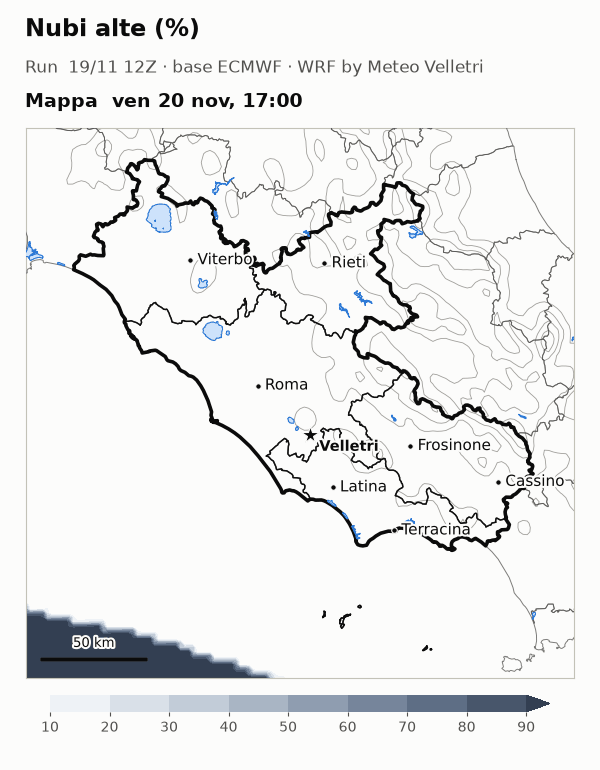 Nubi alte (%)
Run 19/11 12Z · base ECMWF · WRF by Meteo Velletri
Mappa ven 20 nov, 17:00
Viterbo
Rieti
Roma
Velletri
Frosinone
Latina
Cassino
Terracina
50 km
10 20 30 40 50 60 70 80 90